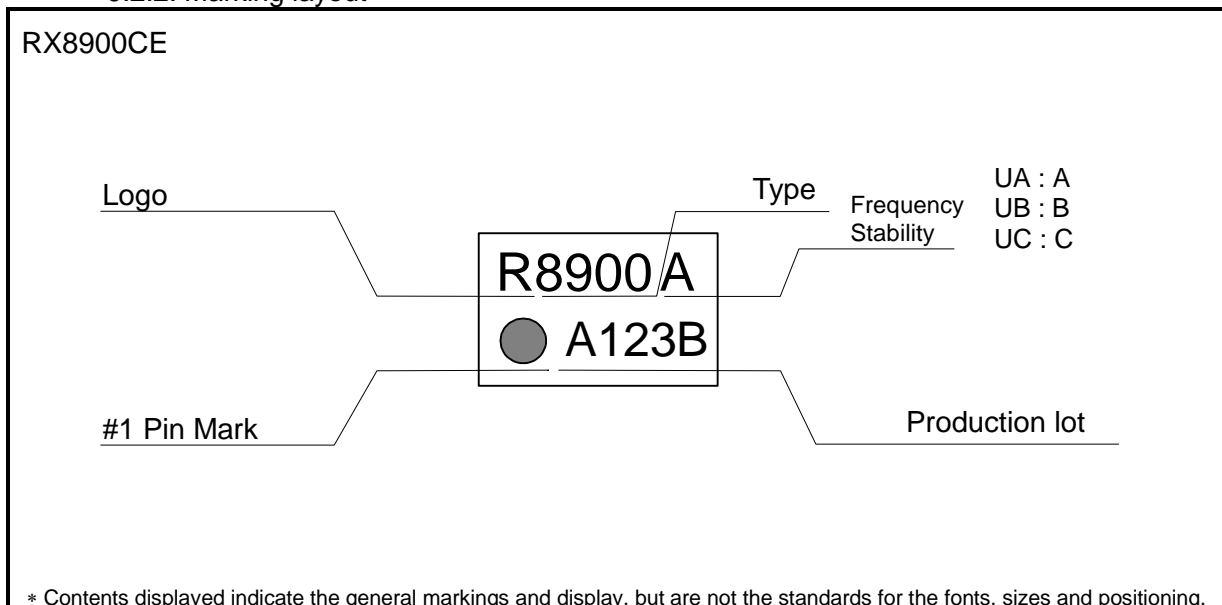 RX8900CE
Logo
Type
Frequency
Stability
UA : A
UB : B
UC : C
R8900 A
A123B
#1 Pin Mark
Production lot
* Contents displayed indicate the general markings and display, but are not the standards for the fonts, sizes and positioning.